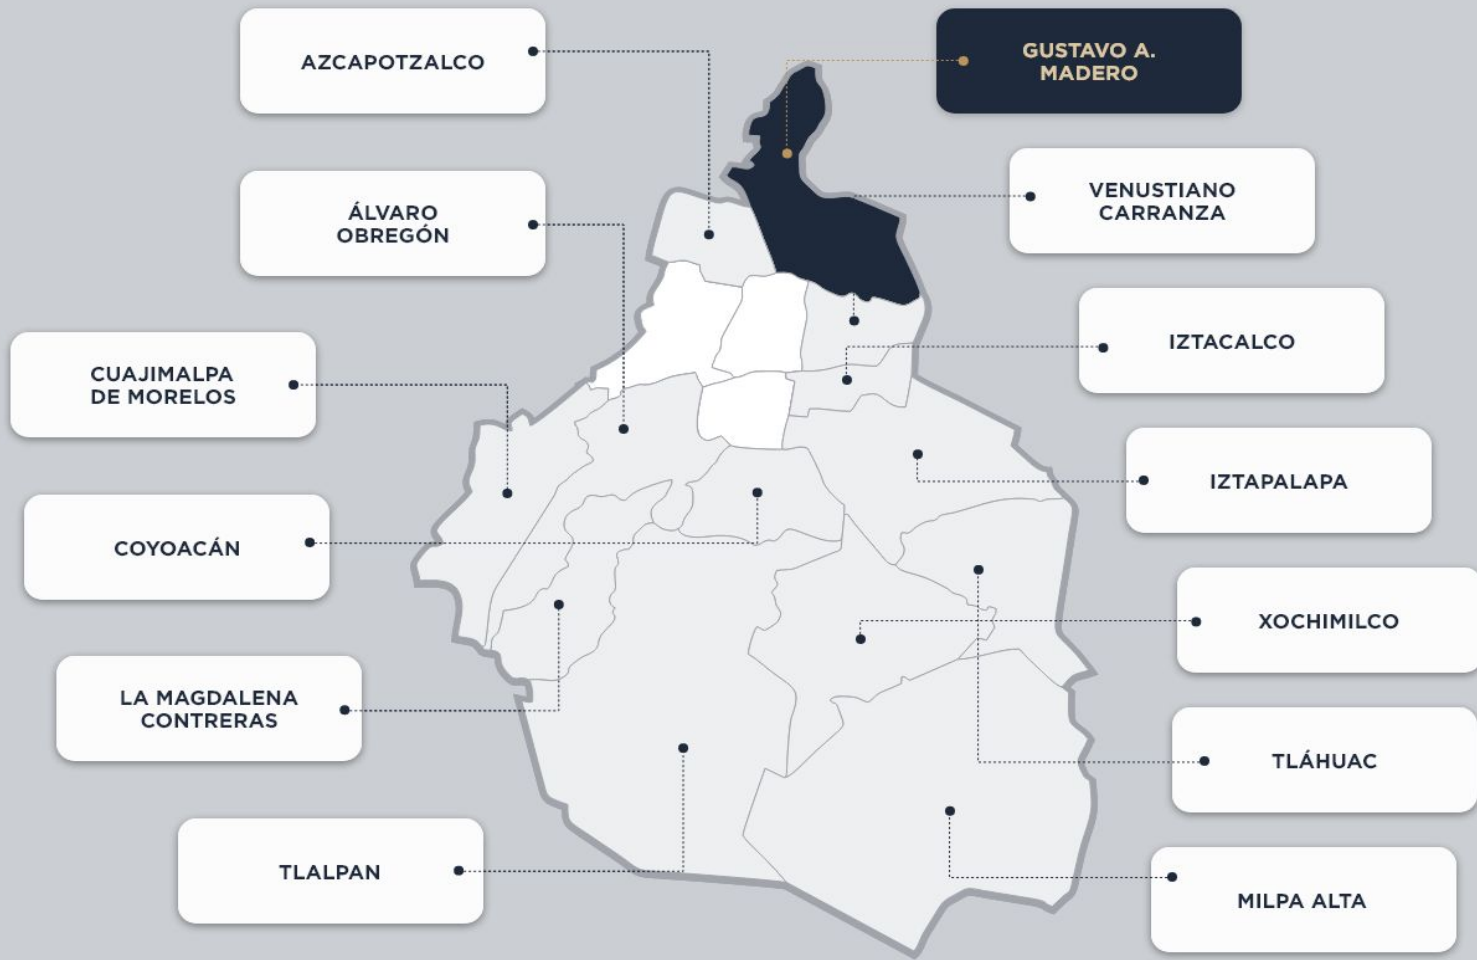 AZCAPOTZALCO
GUSTAVO A.
MADERO
ÁLVARO
OBREGÓN
VENUSTIANO
CARRANZA
CUAJIMALPA
DE MORELOS
IZTACALCO
COYOACÁN
IZTAPALAPA
LA MAGDALENA
CONTRERAS
XOCHIMILCO
TLALPAN
TLÁHUAC
MILPA ALTA